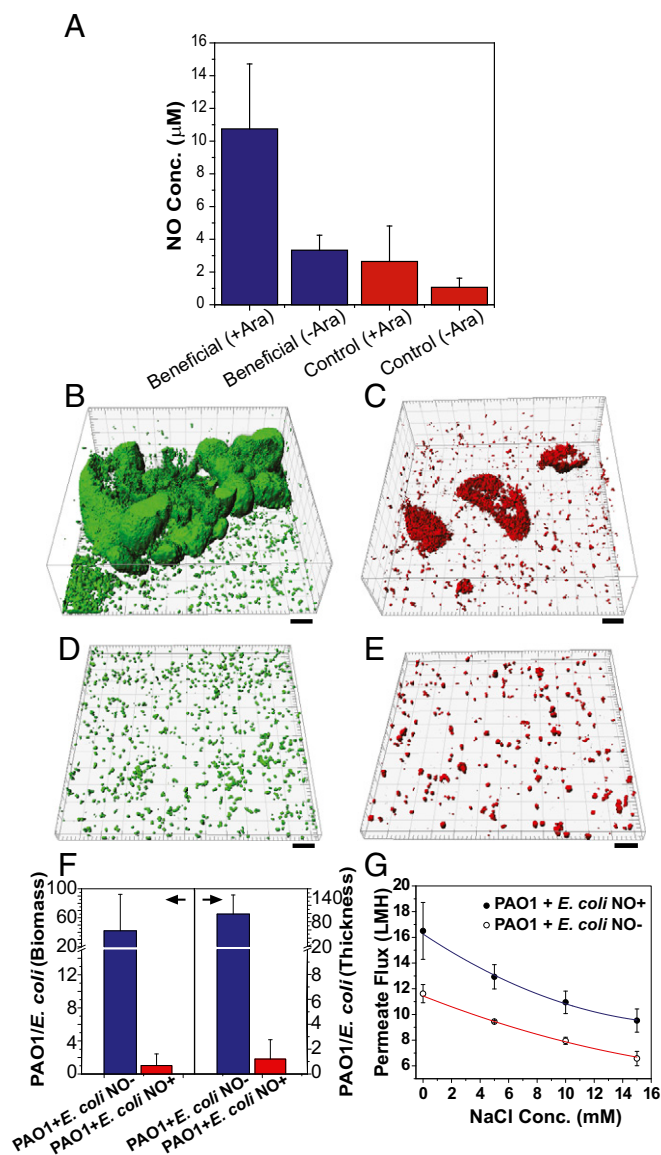 A
16
14
12
10
8
6
4
2
0
NO Conc. (μM)
Beneficial (+Ara)
Beneficial (-Ara)
Control (+Ara)
Control (-Ara)
B
C
D
E
F
PAO1/E. coli (Biomass)
100
60
20
12
8
4
0
140
80
20
10
8
6
4
2
0
PAO1/E. coli (Thickness)
PAO1+E. coli NO-
PAO1+E. coli NO+
PAO1+E. coli NO-
PAO1+E. coli NO+
G
20
18
16
14
12
10
8
6
Permeate Flux (LMH)
PAO1 + E. coli NO+
PAO1 + E. coli NO-
0 2 4 6 8 10 12 14 16
NaCl Conc. (mM)